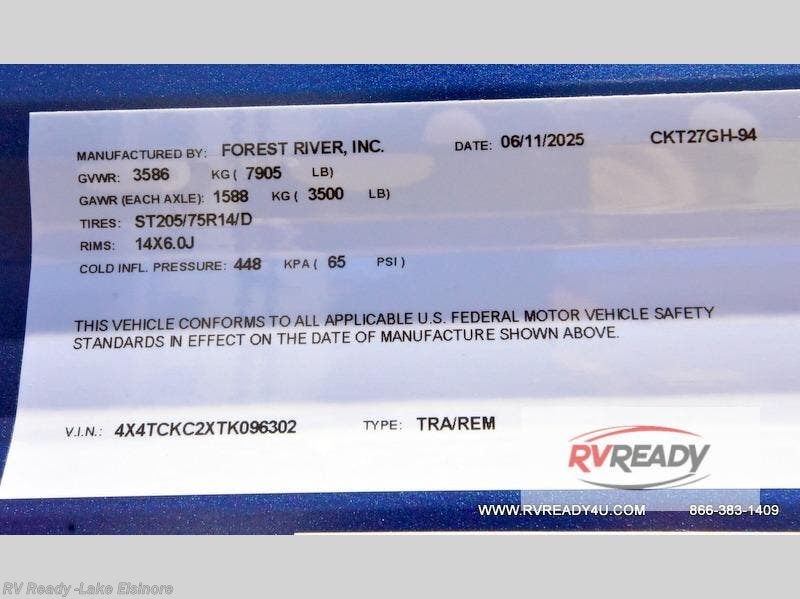 MANUFACTURED BY: FOREST RIVER, INC. DATE: 06/11/2025 CKT27GH-94
GVWR: 3586 KG ( 7905 LB)
GAWR (EACH AXLE): 1588 KG ( 3500 LB)
TIRES: ST205/75R14/D
RIMS: 14X6.0J
COLD INFL. PRESSURE: 448 KPA ( 65 PSI )
THIS VEHICLE CONFORMS TO ALL APPLICABLE U.S. FEDERAL MOTOR VEHICLE SAFETY
STANDARDS IN EFFECT ON THE DATE OF MANUFACTURE SHOWN ABOVE.
V.I.N.: 4X4TCKC2XTK096302 TYPE: TRA/REM
RVREADY
WWW.RVREADY4U.COM 866-383-1409
RV Ready -Lake Elsinore